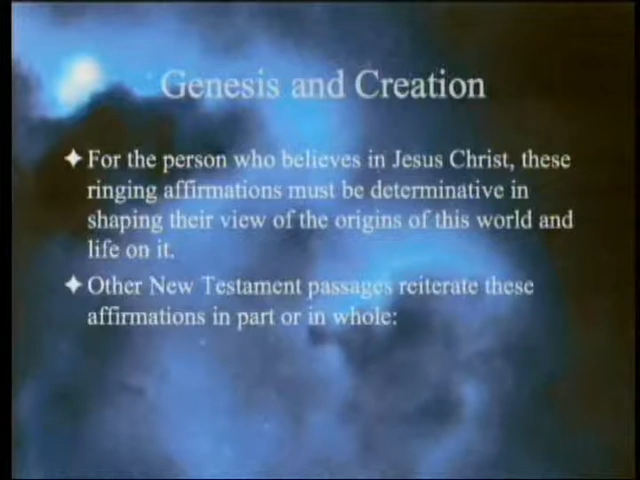 Genesis and Creation
For the person who believes in Jesus Christ, these
ringing affirmations must be determinative in
shaping their view of the origins of this world and
life on it.
Other New Testament passages reiterate these
affirmations in part or in whole: